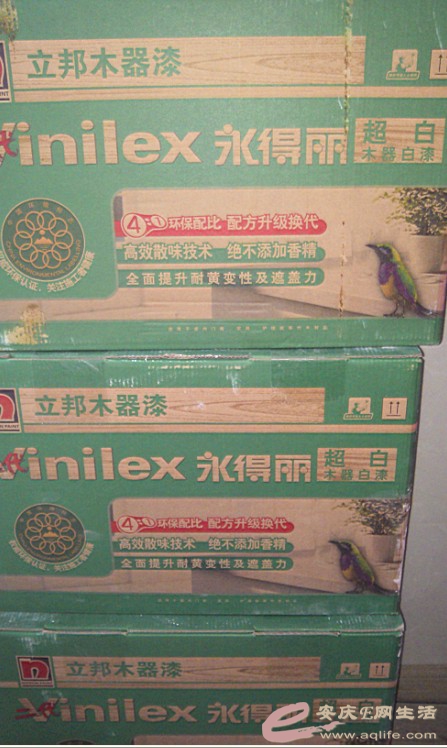 立邦木器漆
Vinilex 永得丽 超白
木器白漆
4:1 环保配比 配方升级换代
高效散味技术 绝不添加香精
全面提升耐黄变性及遮盖力
立邦木器漆
Vinilex 永得丽 超白
木器白漆
4:1 环保配比 配方升级换代
高效散味技术 绝不添加香精
全面提升耐黄变性及遮盖力
n 立邦木器漆
Vinilex 永得丽
安庆E网生活
www.aqlife.com